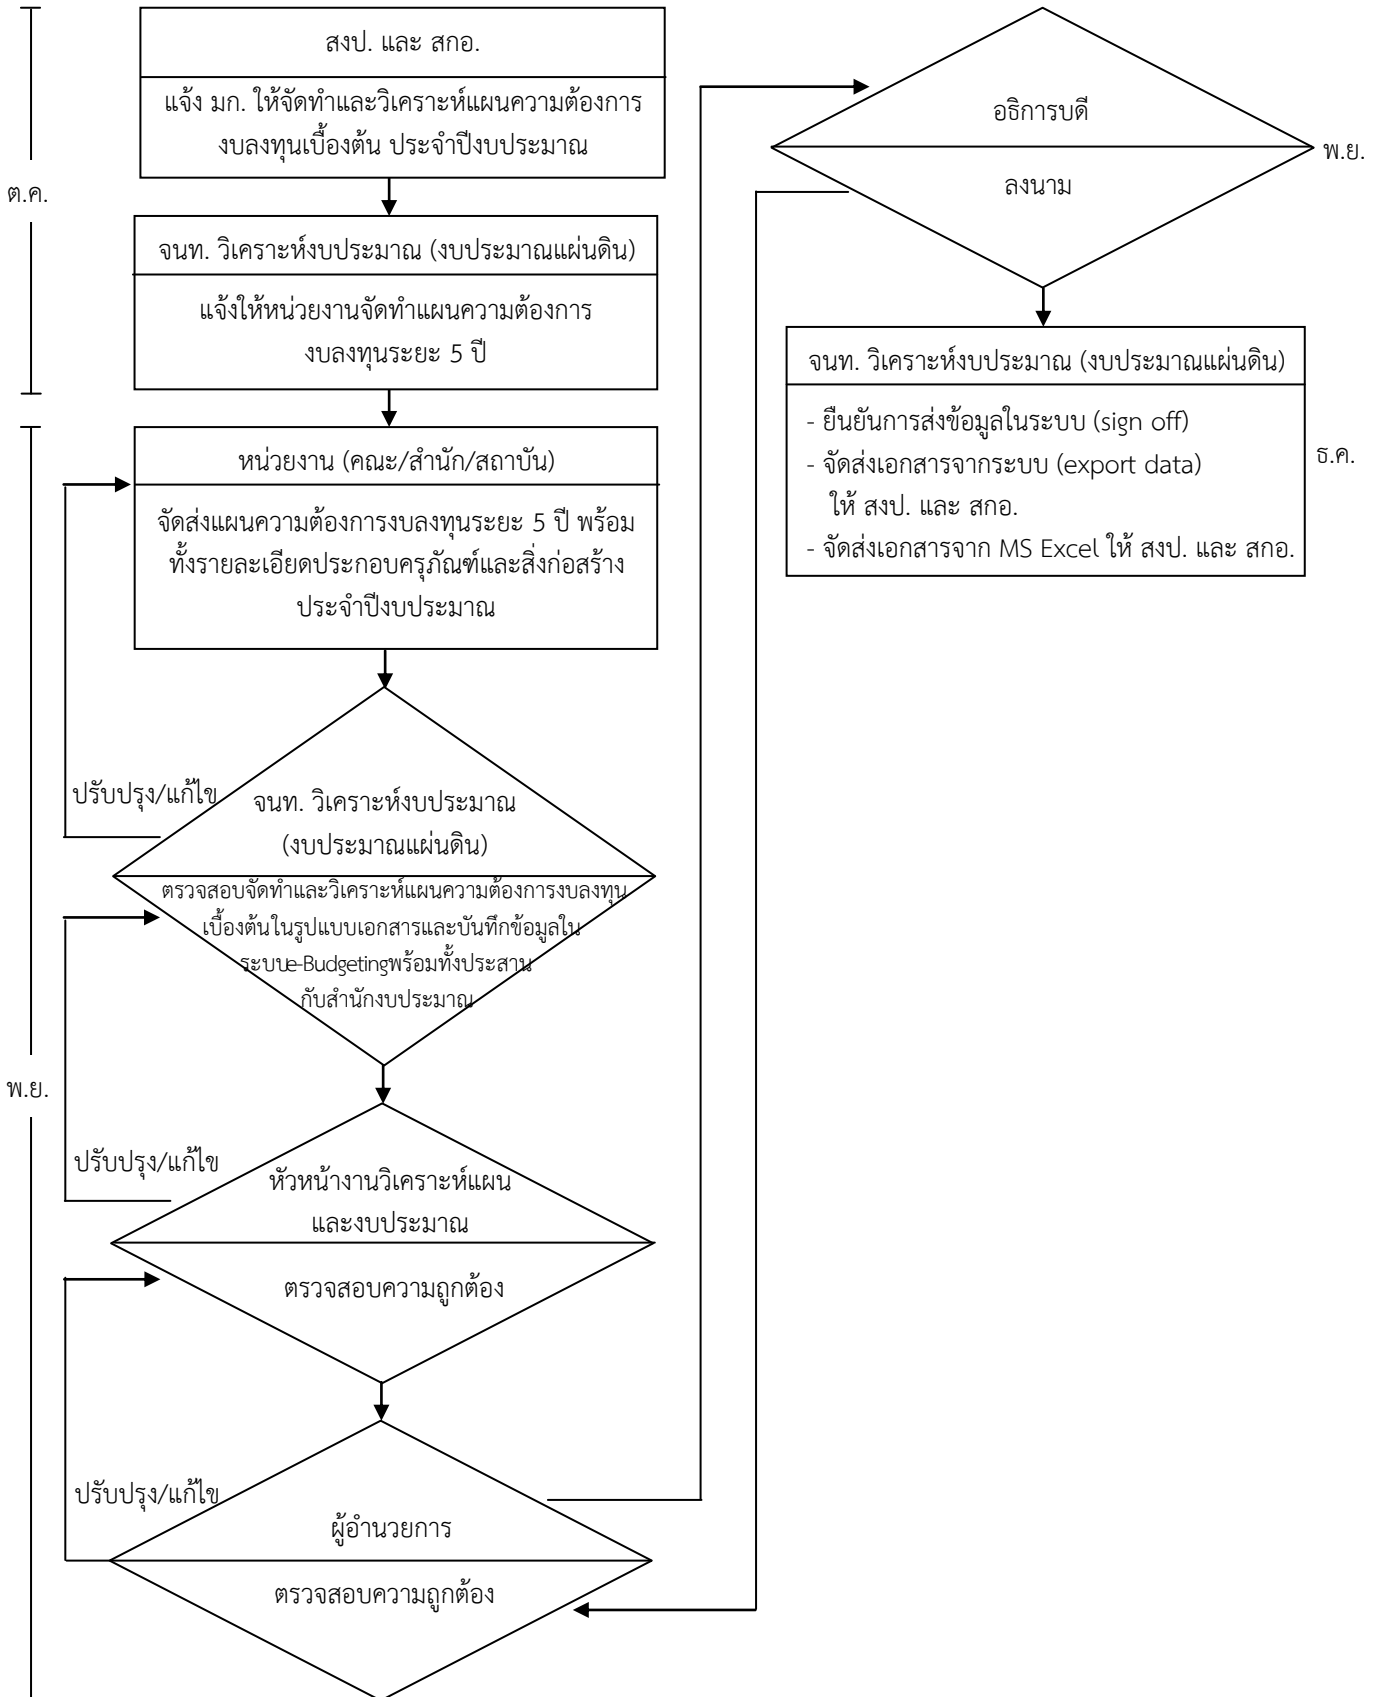 สงป. และ สกอ.
แจ้ง มก. ให้จัดทำและวิเคราะห์แผนความต้องการ
งบลงทุนเบื้องต้น ประจำปีงบประมาณ
ต.ค.
จนท. วิเคราะห์งบประมาณ (งบประมาณแผ่นดิน)
แจ้งให้หน่วยงานจัดทำแผนความต้องการ
งบลงทุนระยะ 5 ปี
หน่วยงาน (คณะ/สำนัก/สถาบัน)
จัดส่งแผนความต้องการงบลงทุนระยะ 5 ปี พร้อม
ทั้งรายละเอียดประกอบครุภัณฑ์และสิ่งก่อสร้าง
ประจำปีงบประมาณ
ปรับปรุง/แก้ไข
จนท. วิเคราะห์งบประมาณ
(งบประมาณแผ่นดิน)
ตรวจสอบจัดทำและวิเคราะห์แผนความต้องการงบลงทุน
เบื้องต้นในรูปแบบเอกสารและบันทึกข้อมูลใน
ระบบe-Budgetingพร้อมทั้งประสาน
กับสำนักงบประมาณ
พ.ย.
ปรับปรุง/แก้ไข
หัวหน้างานวิเคราะห์แผน
และงบประมาณ
ตรวจสอบความถูกต้อง
ปรับปรุง/แก้ไข
ผู้อำนวยการ
ตรวจสอบความถูกต้อง
อธิการบดี
พ.ย.
ลงนาม
จนท. วิเคราะห์งบประมาณ (งบประมาณแผ่นดิน)
- ยืนยันการส่งข้อมูลในระบบ (sign off)
- จัดส่งเอกสารจากระบบ (export data)
ให้ สงป. และ สกอ.
- จัดส่งเอกสารจาก MS Excel ให้ สงป. และ สกอ.
ธ.ค.